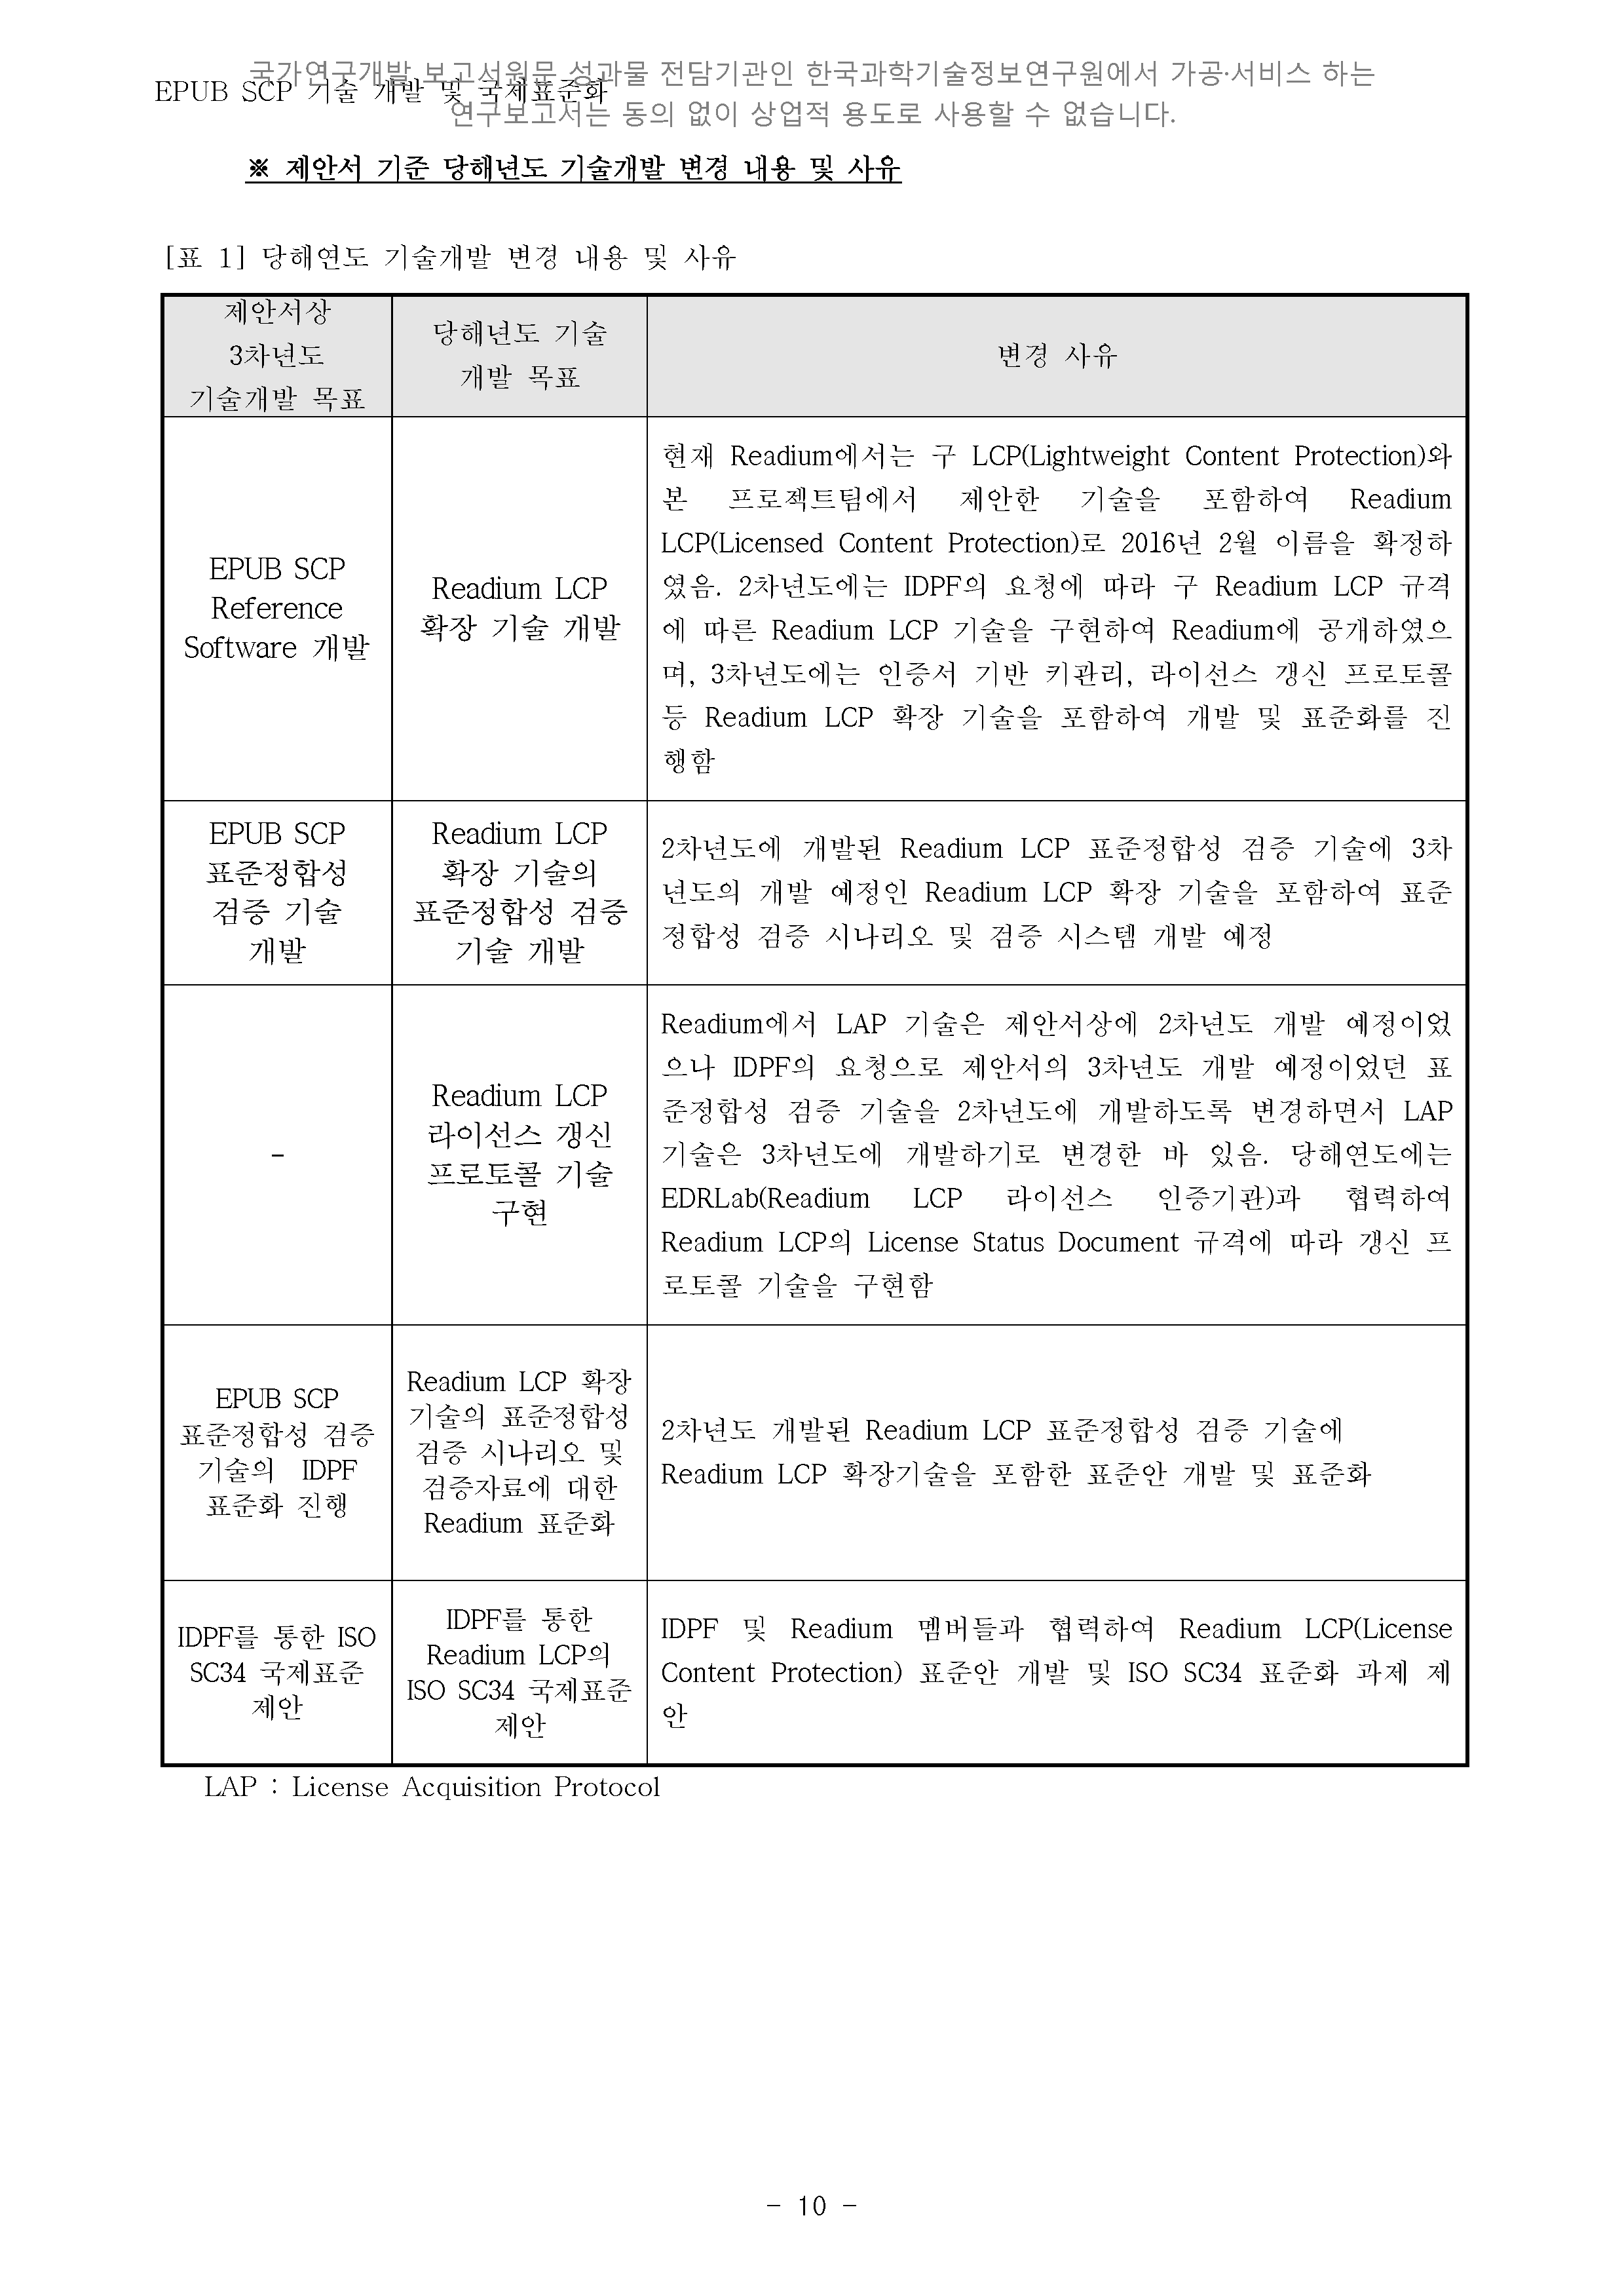 국가연구개발 보고서원문 성과물 전담기관인 한국과학기술정보연구원에서 가공·서비스 하는
EPUB SCP 기술 개발 및 국제표준화
연구보고서는 동의 없이 상업적 용도로 사용할 수 없습니다.
※ 제안서 기준 당해년도 기술개발 변경 내용 및 사유
[표 1] 당해연도 기술개발 변경 내용 및 사유
제안서상
3차년도
기술개발 목표
당해년도 기술
개발 목표
변경 사유
EPUB SCP
Reference
Software 개발
Readium LCP
확장 기술 개발
현재 Readium에서는 구 LCP(Lightweight Content Protection)와
본 프로젝트팀에서 제안한 기술을 포함하여 Readium
LCP(Licensed Content Protection)로 2016년 2월 이름을 확정하
였음. 2차년도에는 IDPF의 요청에 따라 구 Readium LCP 규격
에 따른 Readium LCP 기술을 구현하여 Readium에 공개하였으
며, 3차년도에는 인증서 기반 키관리, 라이선스 갱신 프로토콜
등 Readium LCP 확장 기술을 포함하여 개발 및 표준화를 진
행함
EPUB SCP
표준정합성
검증 기술
개발
Readium LCP
확장 기술의
표준정합성 검증
기술 개발
2차년도에 개발된 Readium LCP 표준정합성 검증 기술에 3차
년도의 개발 예정인 Readium LCP 확장 기술을 포함하여 표준
정합성 검증 시나리오 및 검증 시스템 개발 예정
-
Readium LCP
라이선스 갱신
프로토콜 기술
구현
Readium에서 LAP 기술은 제안서상에 2차년도 개발 예정이었
으나 IDPF의 요청으로 제안서의 3차년도 개발 예정이었던 표
준정합성 검증 기술을 2차년도에 개발하도록 변경하면서 LAP
기술은 3차년도에 개발하기로 변경한 바 있음. 당해연도에는
EDRLab(Readium LCP 라이선스 인증기관)과 협력하여
Readium LCP의 License Status Document 규격에 따라 갱신 프
로토콜 기술을 구현함
EPUB SCP
표준정합성 검증
기술의 IDPF
표준화 진행
Readium LCP 확장
기술의 표준정합성
검증 시나리오 및
검증자료에 대한
Readium 표준화
2차년도 개발된 Readium LCP 표준정합성 검증 기술에
Readium LCP 확장기술을 포함한 표준안 개발 및 표준화
IDPF를 통한 ISO
SC34 국제표준
제안
IDPF를 통한
Readium LCP의
ISO SC34 국제표준
제안
IDPF 및 Readium 멤버들과 협력하여 Readium LCP(License
Content Protection) 표준안 개발 및 ISO SC34 표준화 과제 제
안
LAP : License Acquisition Protocol
- 10 -